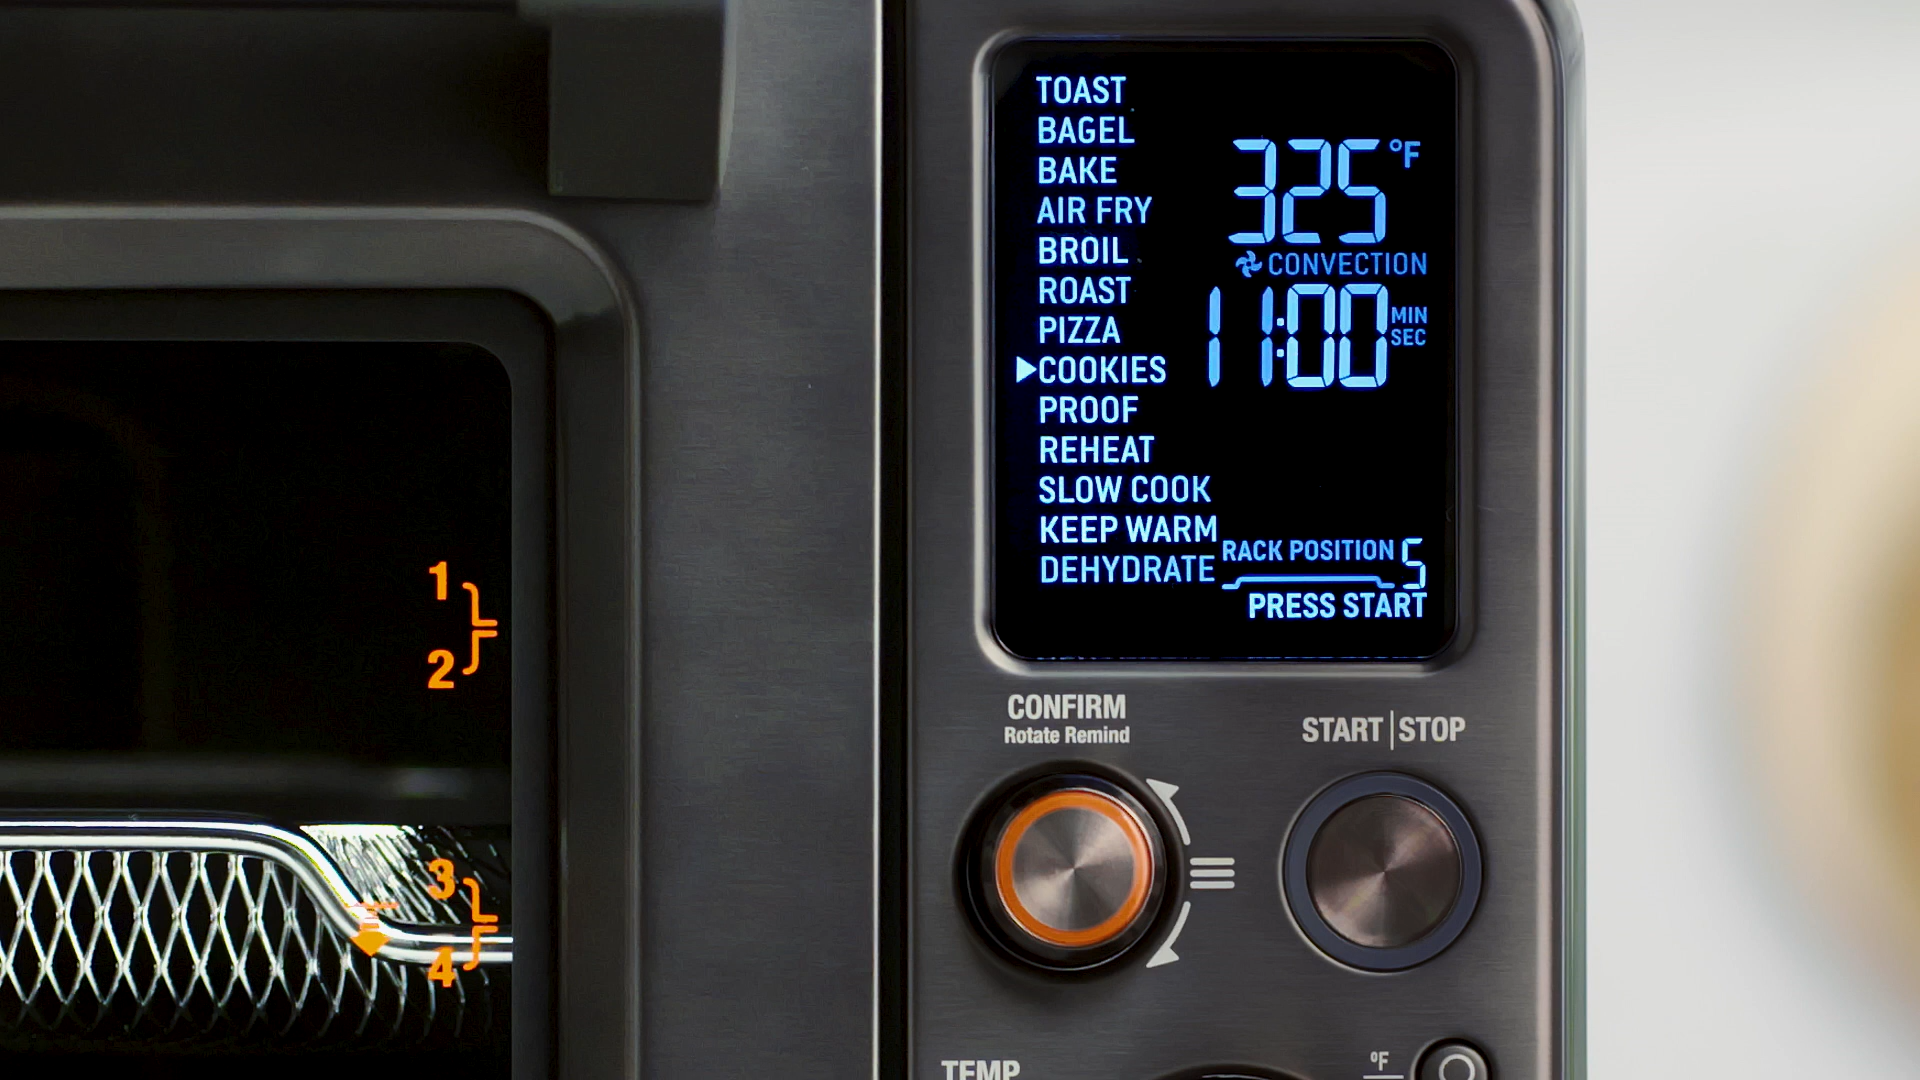 TOAST
BAGEL
BAKE
AIR FRY
BROIL
ROAST
PIZZA
COOKIES
PROOF
REHEAT
SLOW COOK
KEEP WARM
DEHYDRATE
325 °F
CONVECTION
11:00 MIN SEC
RACK POSITION 5
PRESS START
1
2
3
4
CONFIRM
Rotate Remind
START|STOP
TEMP
°F